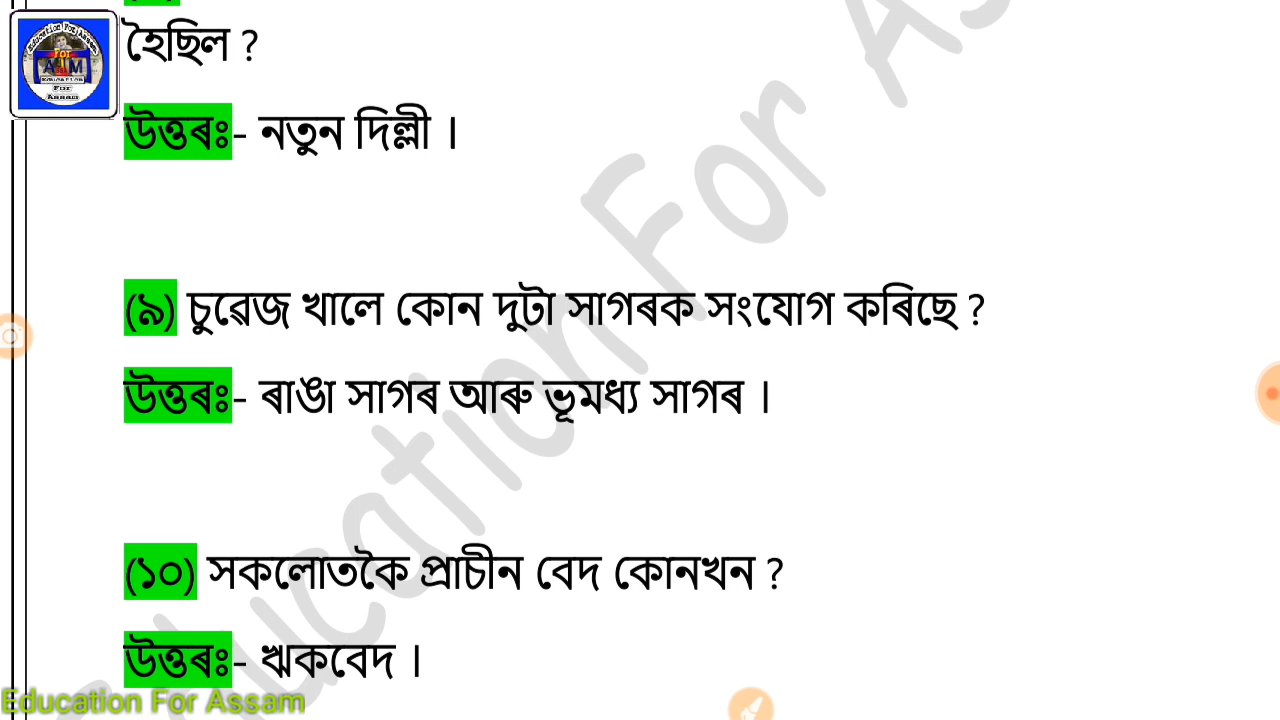 হৈছিল ?
উত্তৰঃ- নতুন দিল্লী ।
(৯) চুৱেজ খালে কোন দুটা সাগৰক সংযোগ কৰিছে ?
উত্তৰঃ- ৰাঙা সাগৰ আৰু ভূমধ্য সাগৰ ।
(১০) সকলোতকৈ প্ৰাচীন বেদ কোনখন ?
উত্তৰঃ- ঋকবেদ ।
Education For Assam
Education For As